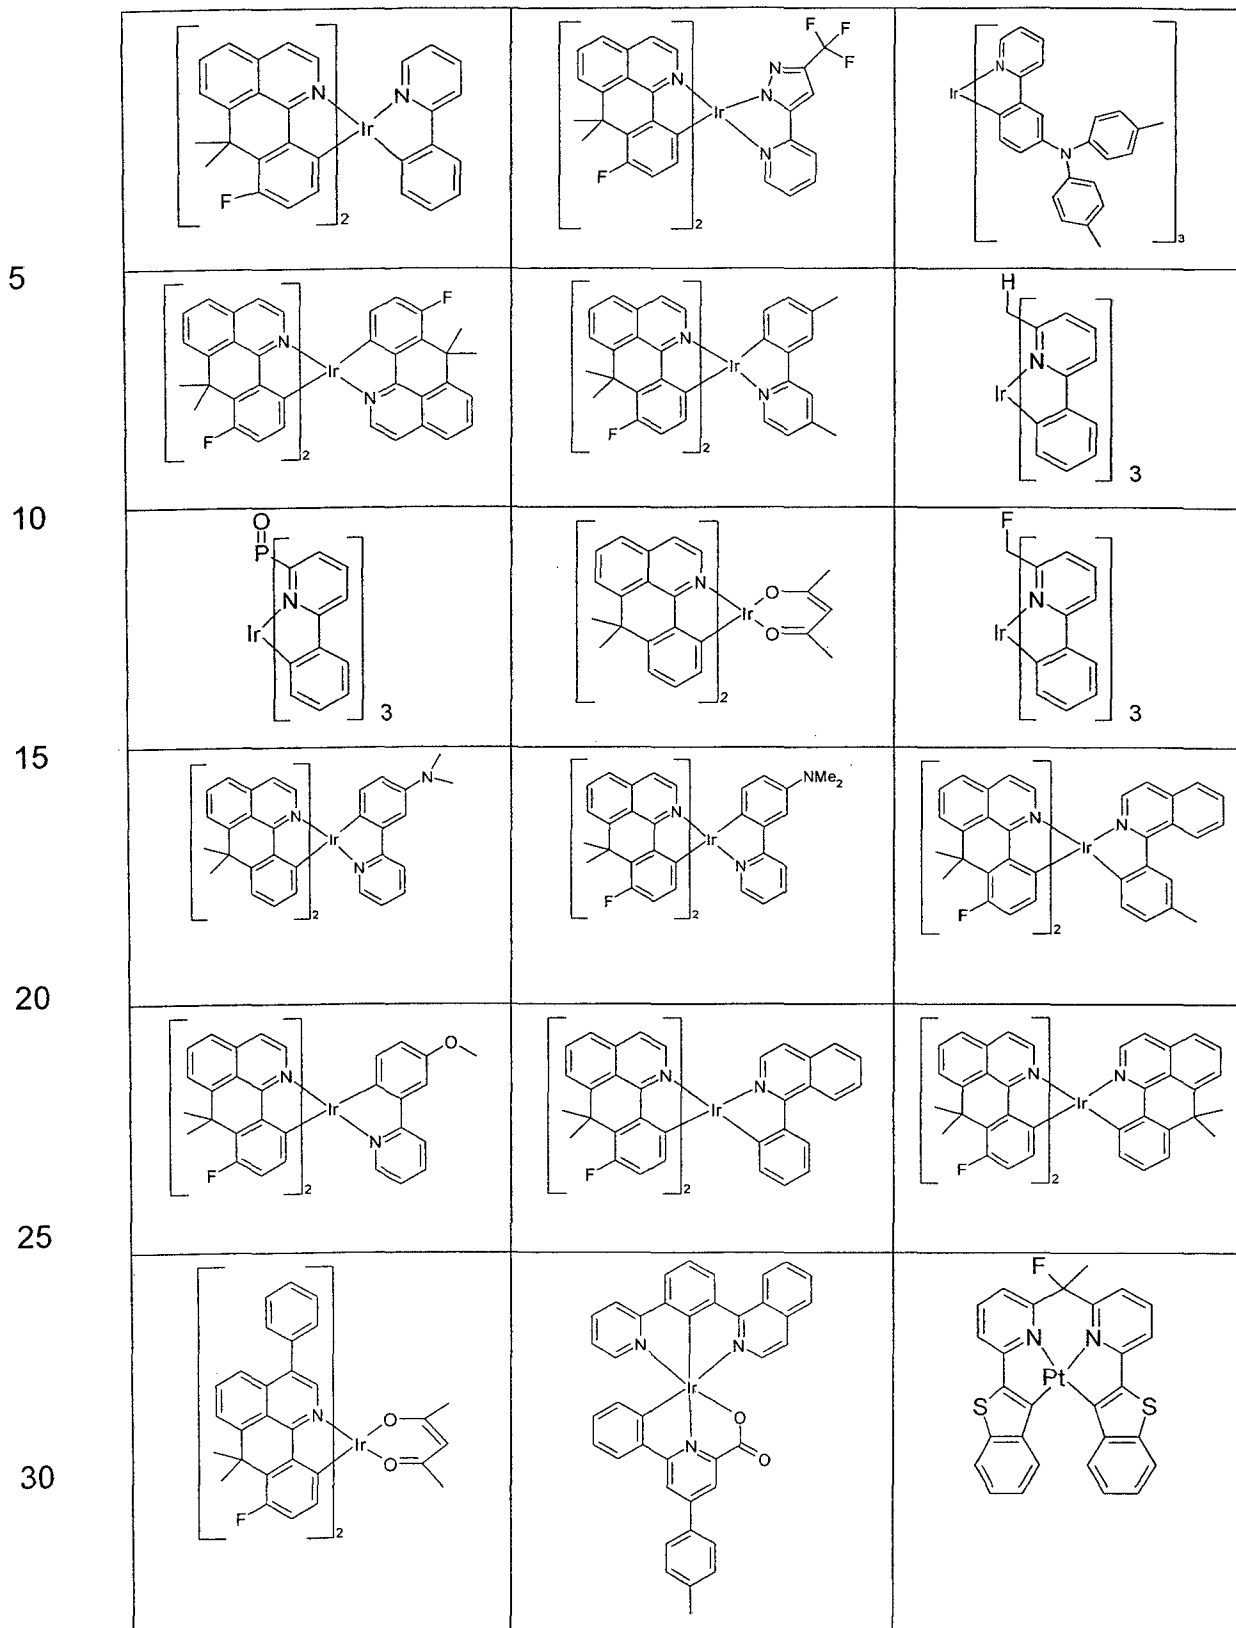 N Ir N 2 F
F F F N N Ir N F 2
N Ir N 3
5
N Ir F N F 2
N Ir N F 2
H N Ir 3
10
O P N Ir 3
N Ir O O 2
F N Ir 3
15
N Ir N N 2
N Ir NMe2 N F 2
N Ir N F 2
20
N Ir O N F 2
N Ir N F 2
N Ir N F 2
25
N Ir O O F 2
N N Ir O N O
F N N Pt S S
30